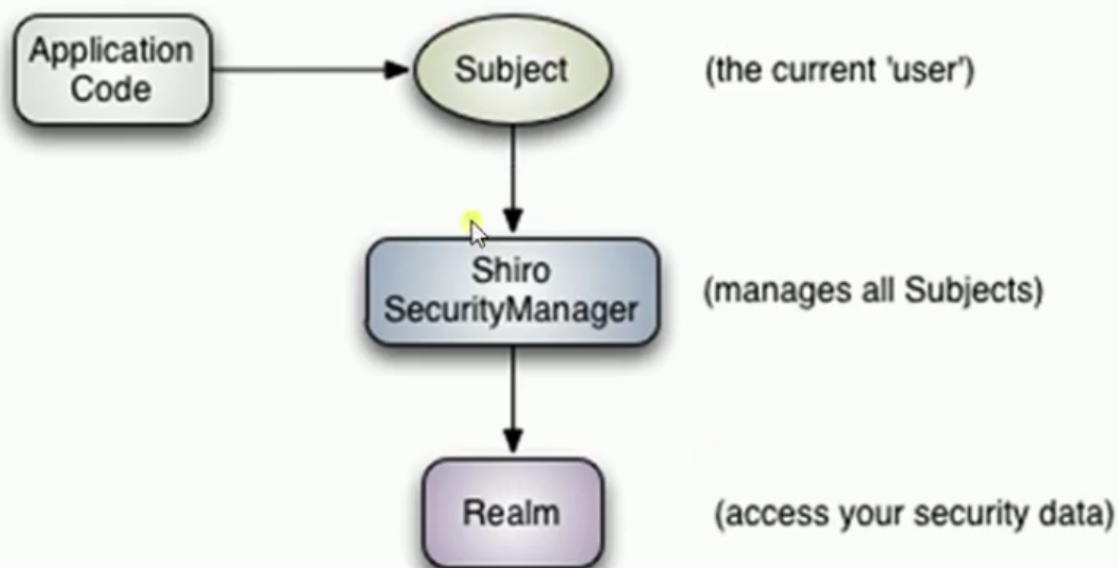 Application
Code
Subject
(the current 'user')
Shiro
SecurityManager
(manages all Subjects)
Realm
(access your security data)